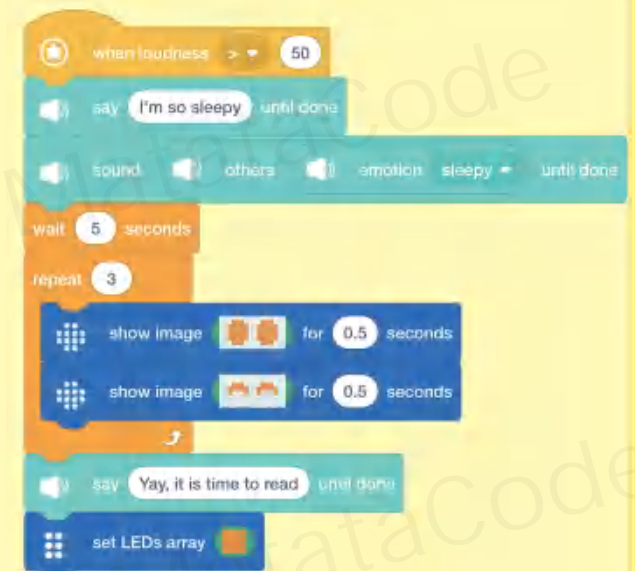 when loudness > 50
say I'm so sleepy until done
sound others emotion sleepy until done
wait 5 seconds
repeat 3
show image for 0.5 seconds
show image for 0.5 seconds
say Yay, it is time to read until done
set LEDs array
MatataCode
MatataCode